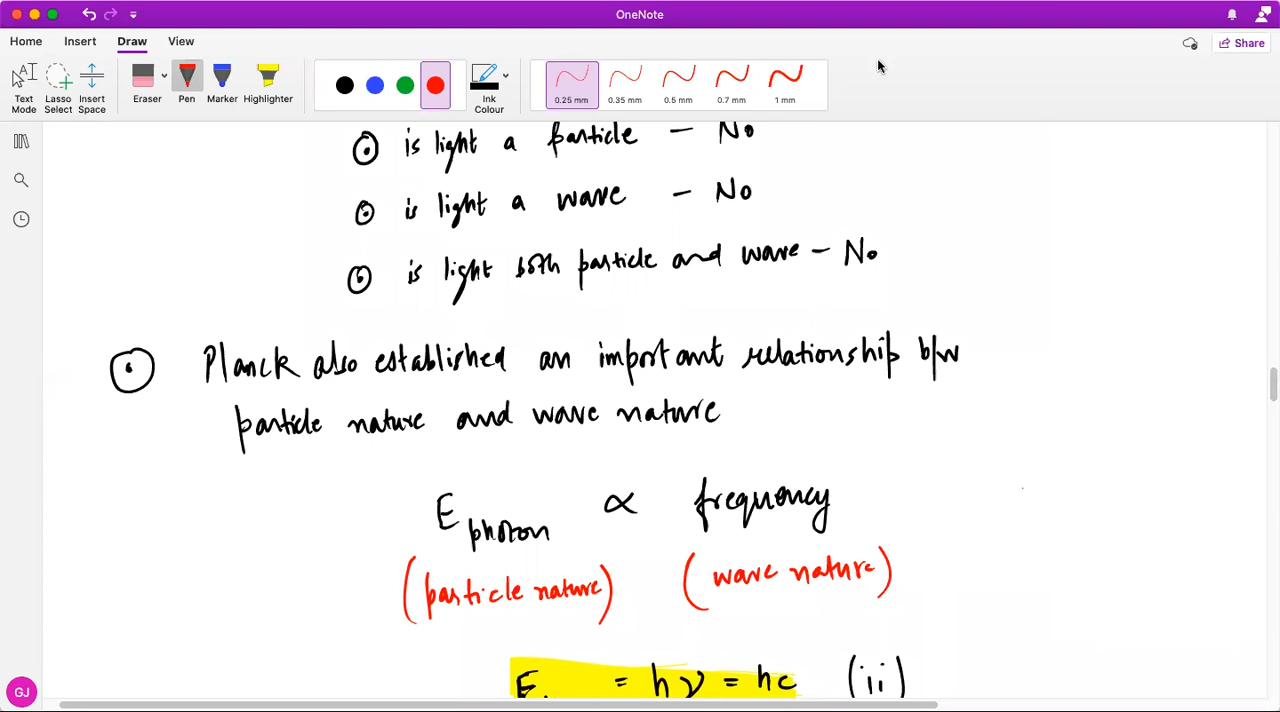 OneNote
Home Insert Draw View
Share
Text Mode
Lasso Select
Insert Space
Eraser
Pen
Marker
Highlighter
Ink Colour
0.25 mm 0.35 mm 0.5 mm 0.7 mm 1 mm
is light a particle – No
is light a wave – No
is light both particle and wave – No
Planck also established an important relationship b/w
particle nature and wave nature
E photon ∝ frequency
(particle nature) (wave nature)
E = hν = hc (ii)
GJ